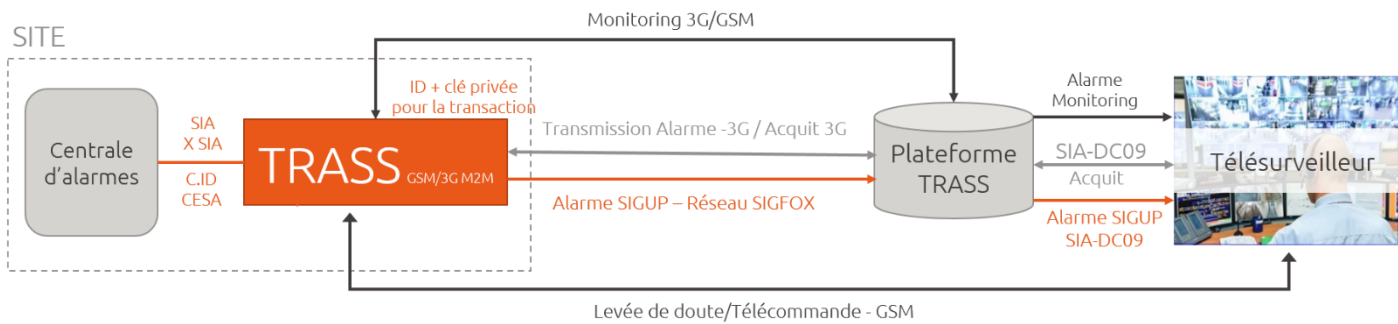 Monitoring 3G/GSM
SITE
ID + clé privée
pour la transaction
Alarme
Monitoring
Centrale
d'alarmes
SIA
X SIA
C.ID
CESA
TRASS GSM/3G M2M
Transmission Alarme -3G / Acquit 3G
Alarme SIGUP – Réseau SIGFOX
Plateforme
TRASS
SIA-DC09
Acquit
Alarme SIGUP
SIA-DC09
Télésurveilleur
Levée de doute/Télécommande - GSM